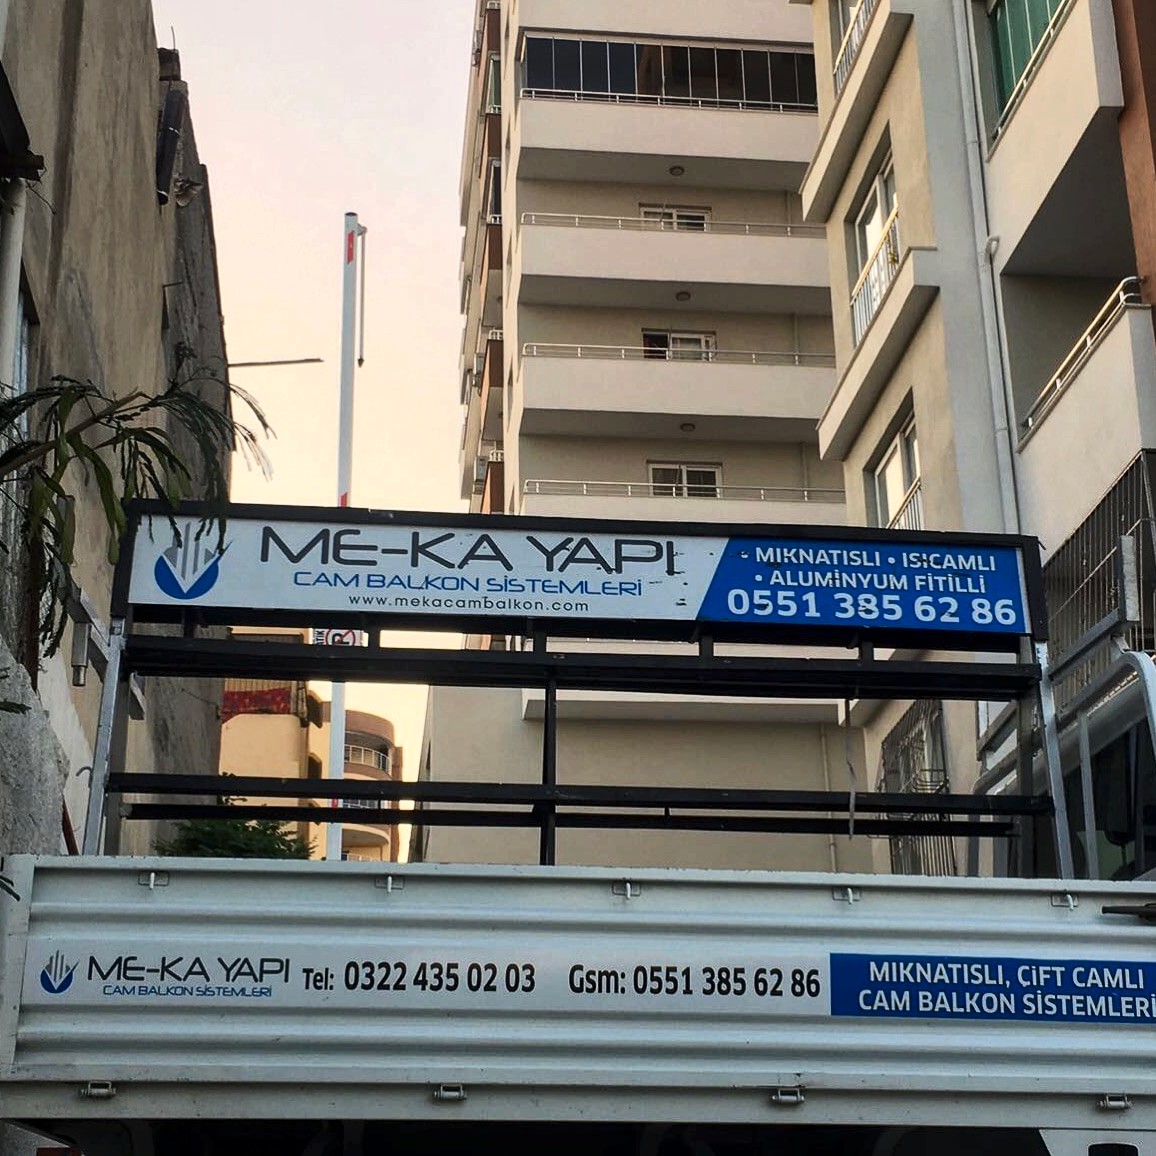 ME-KA YAPI
CAM BALKON SİSTEMLERİ
www.mekacambalkon.com
• MIKNATISLI • ISICAMLI
• ALUMİNYUM FİTİLLİ
0551 385 62 86
ME-KA YAPI
CAM BALKON SİSTEMLERİ
Tel: 0322 435 02 03
Gsm: 0551 385 62 86
MIKNATISLI, ÇİFT CAMLI
CAM BALKON SİSTEMLERİ